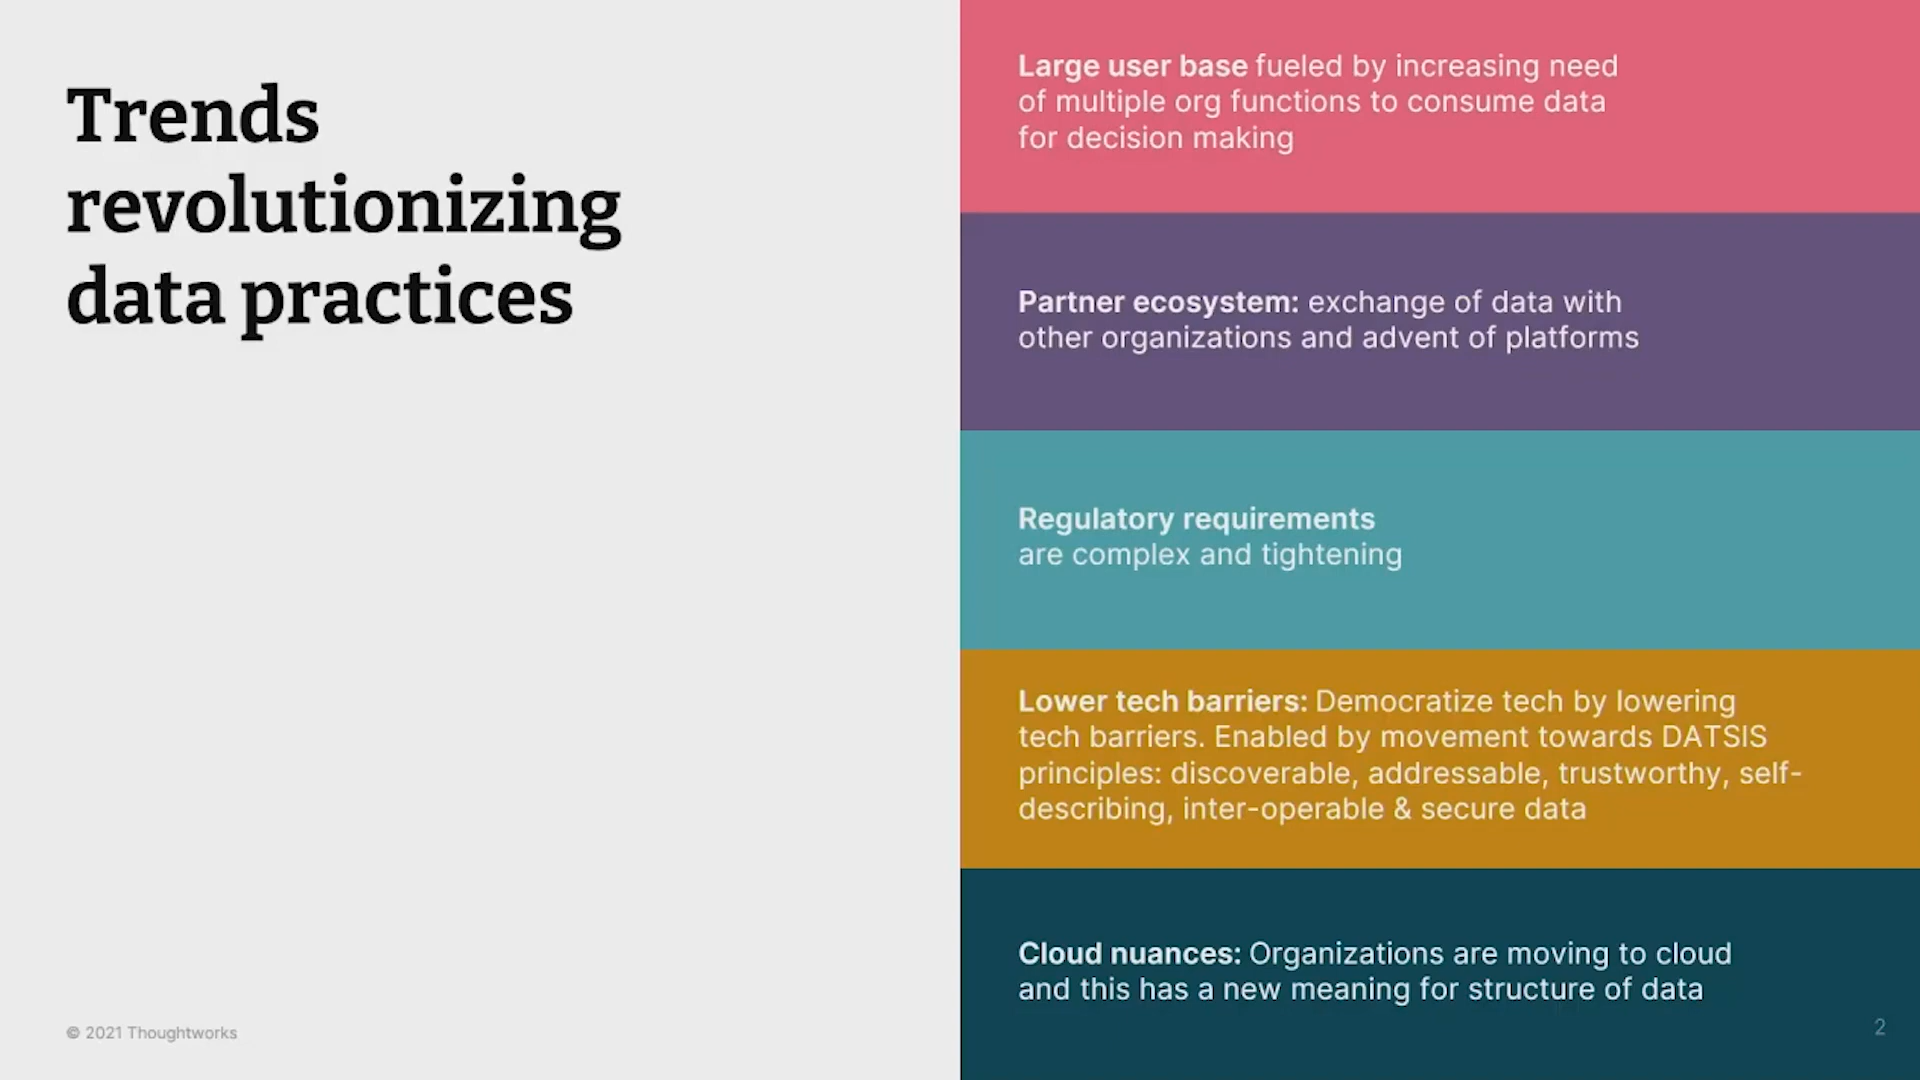 Trends
revolutionizing
data practices
Large user base fueled by increasing need
of multiple org functions to consume data
for decision making
Partner ecosystem: exchange of data with
other organizations and advent of platforms
Regulatory requirements
are complex and tightening
Lower tech barriers: Democratize tech by lowering
tech barriers. Enabled by movement towards DATSIS
principles: discoverable, addressable, trustworthy, self-
describing, inter-operable & secure data
Cloud nuances: Organizations are moving to cloud
and this has a new meaning for structure of data
© 2021 Thoughtworks
2